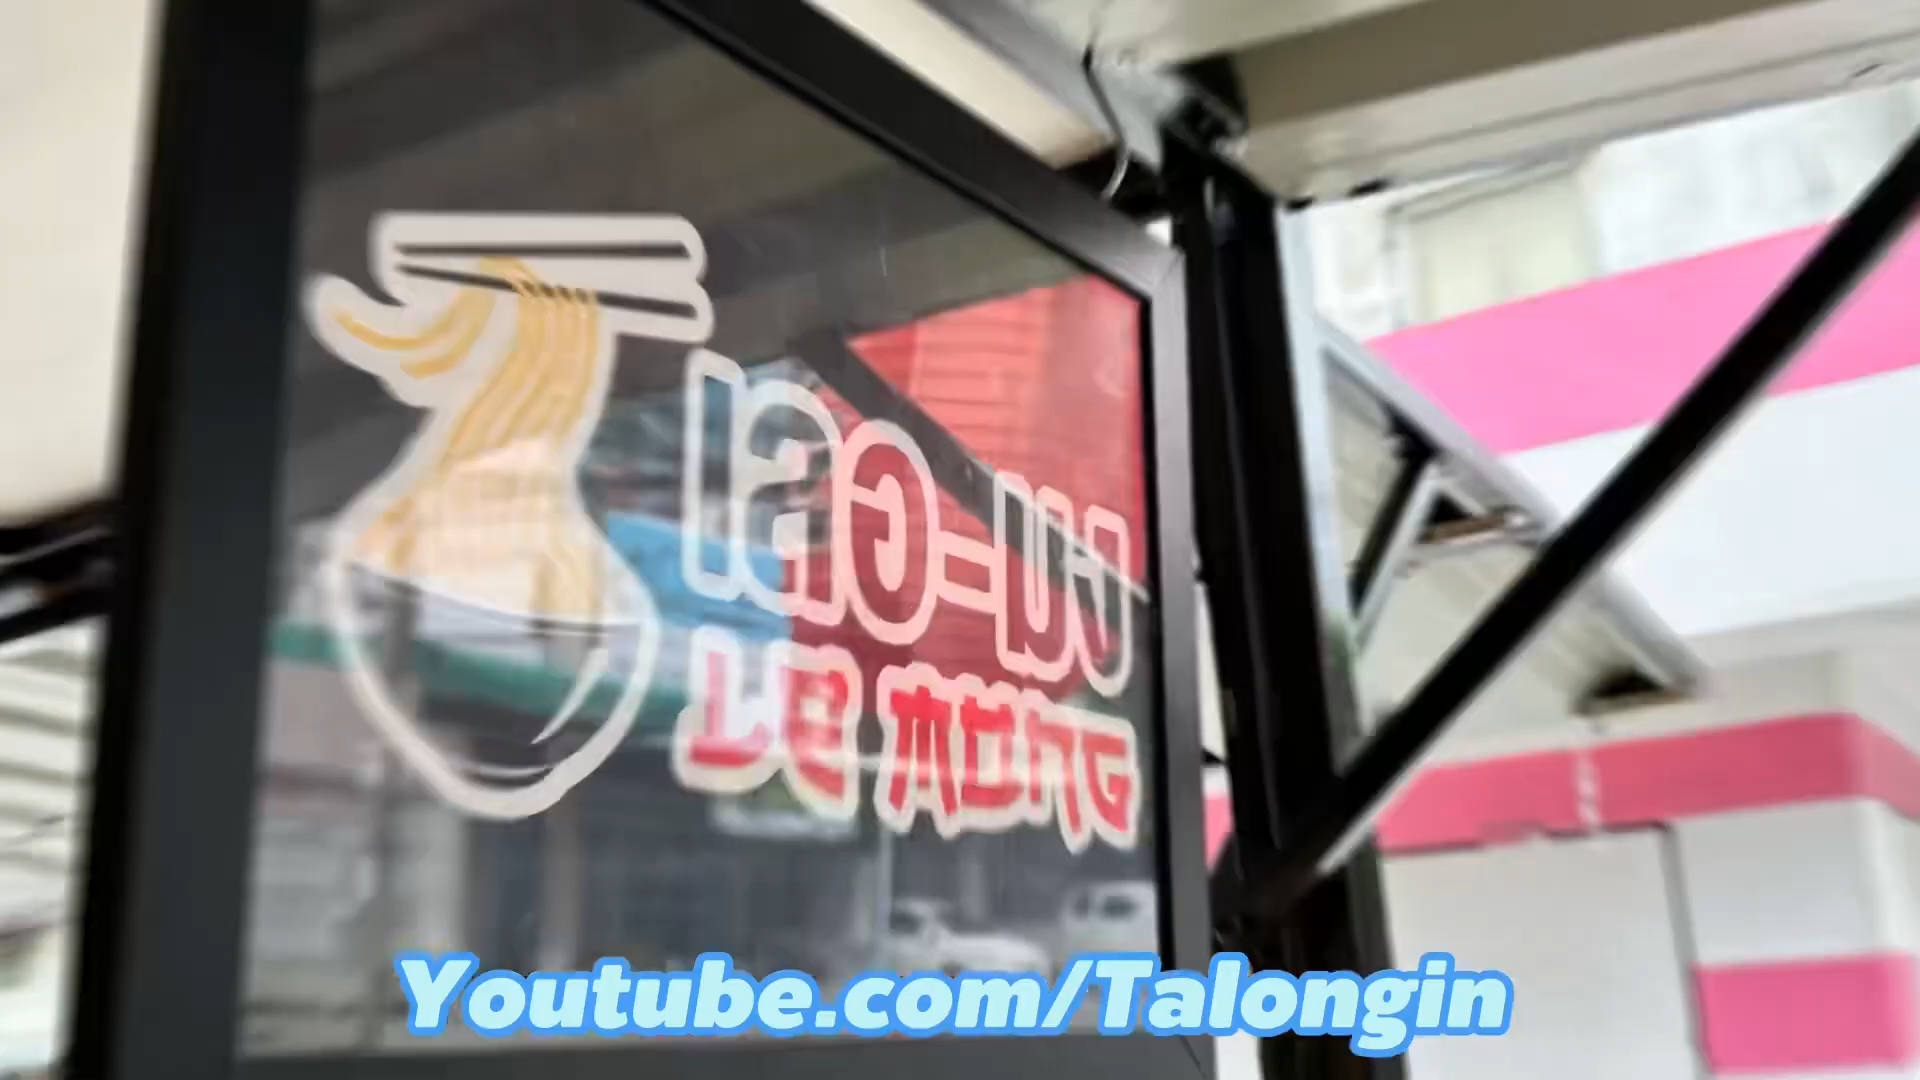 เลอ-มง
LE MONG
Youtube.com/Talongin